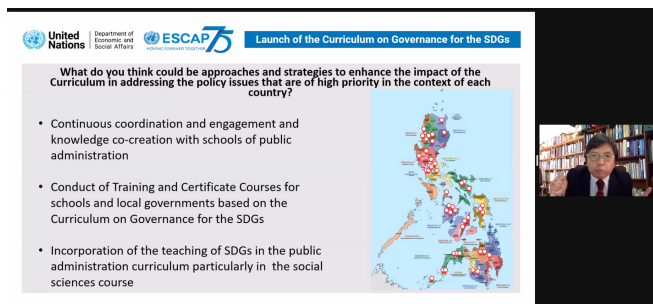 United Nations
Department of Economic and Social Affairs
ESCAP 75
MOVING FORWARD TOGETHER
Launch of the Curriculum on Governance for the SDGs
What do you think could be approaches and strategies to enhance the impact of the
Curriculum in addressing the policy issues that are of high priority in the context of each
country?
• Continuous coordination and engagement and
knowledge co-creation with schools of public
administration
• Conduct of Training and Certificate Courses for
schools and local governments based on the
Curriculum on Governance for the SDGs
• Incorporation of the teaching of SDGs in the public
administration curriculum particularly in the social
sciences course